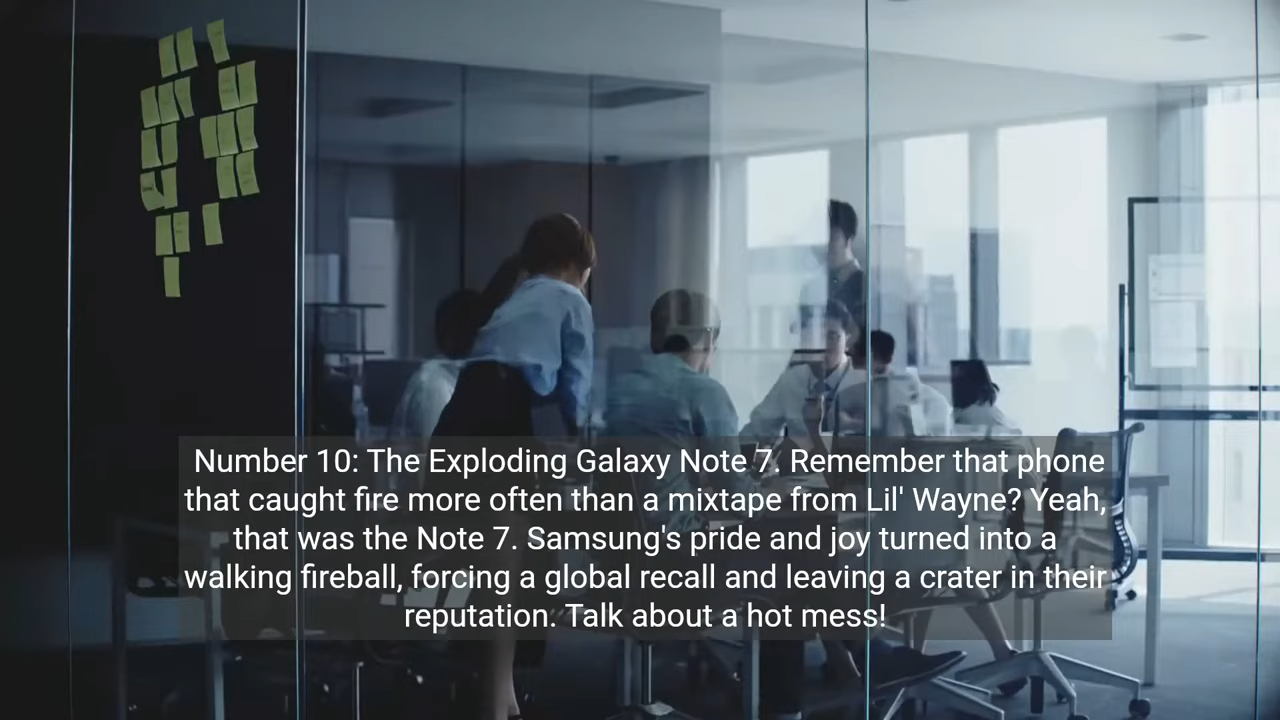 Number 10: The Exploding Galaxy Note 7. Remember that phone
that caught fire more often than a mixtape from Lil' Wayne? Yeah,
that was the Note 7. Samsung's pride and joy turned into a
walking fireball, forcing a global recall and leaving a crater in their
reputation. Talk about a hot mess!